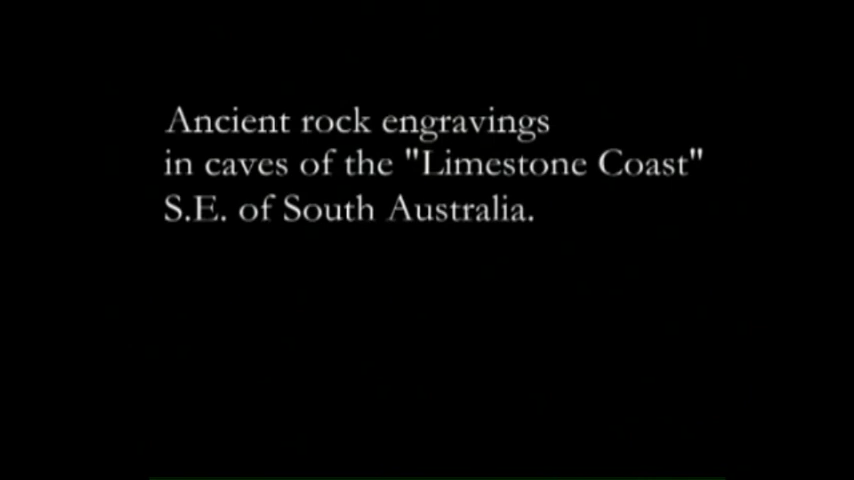 Ancient rock engravings
in caves of the "Limestone Coast"
S.E. of South Australia.